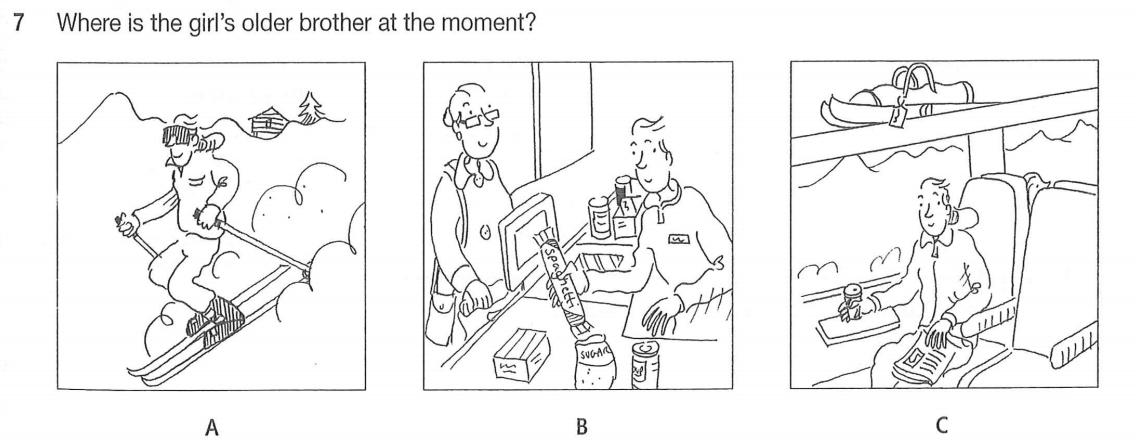 7 Where is the girl's older brother at the moment?
spaghetti
SUGAR
A B C